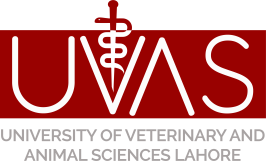 UVAS
UNIVERSITY OF VETERINARY AND
ANIMAL SCIENCES LAHORE